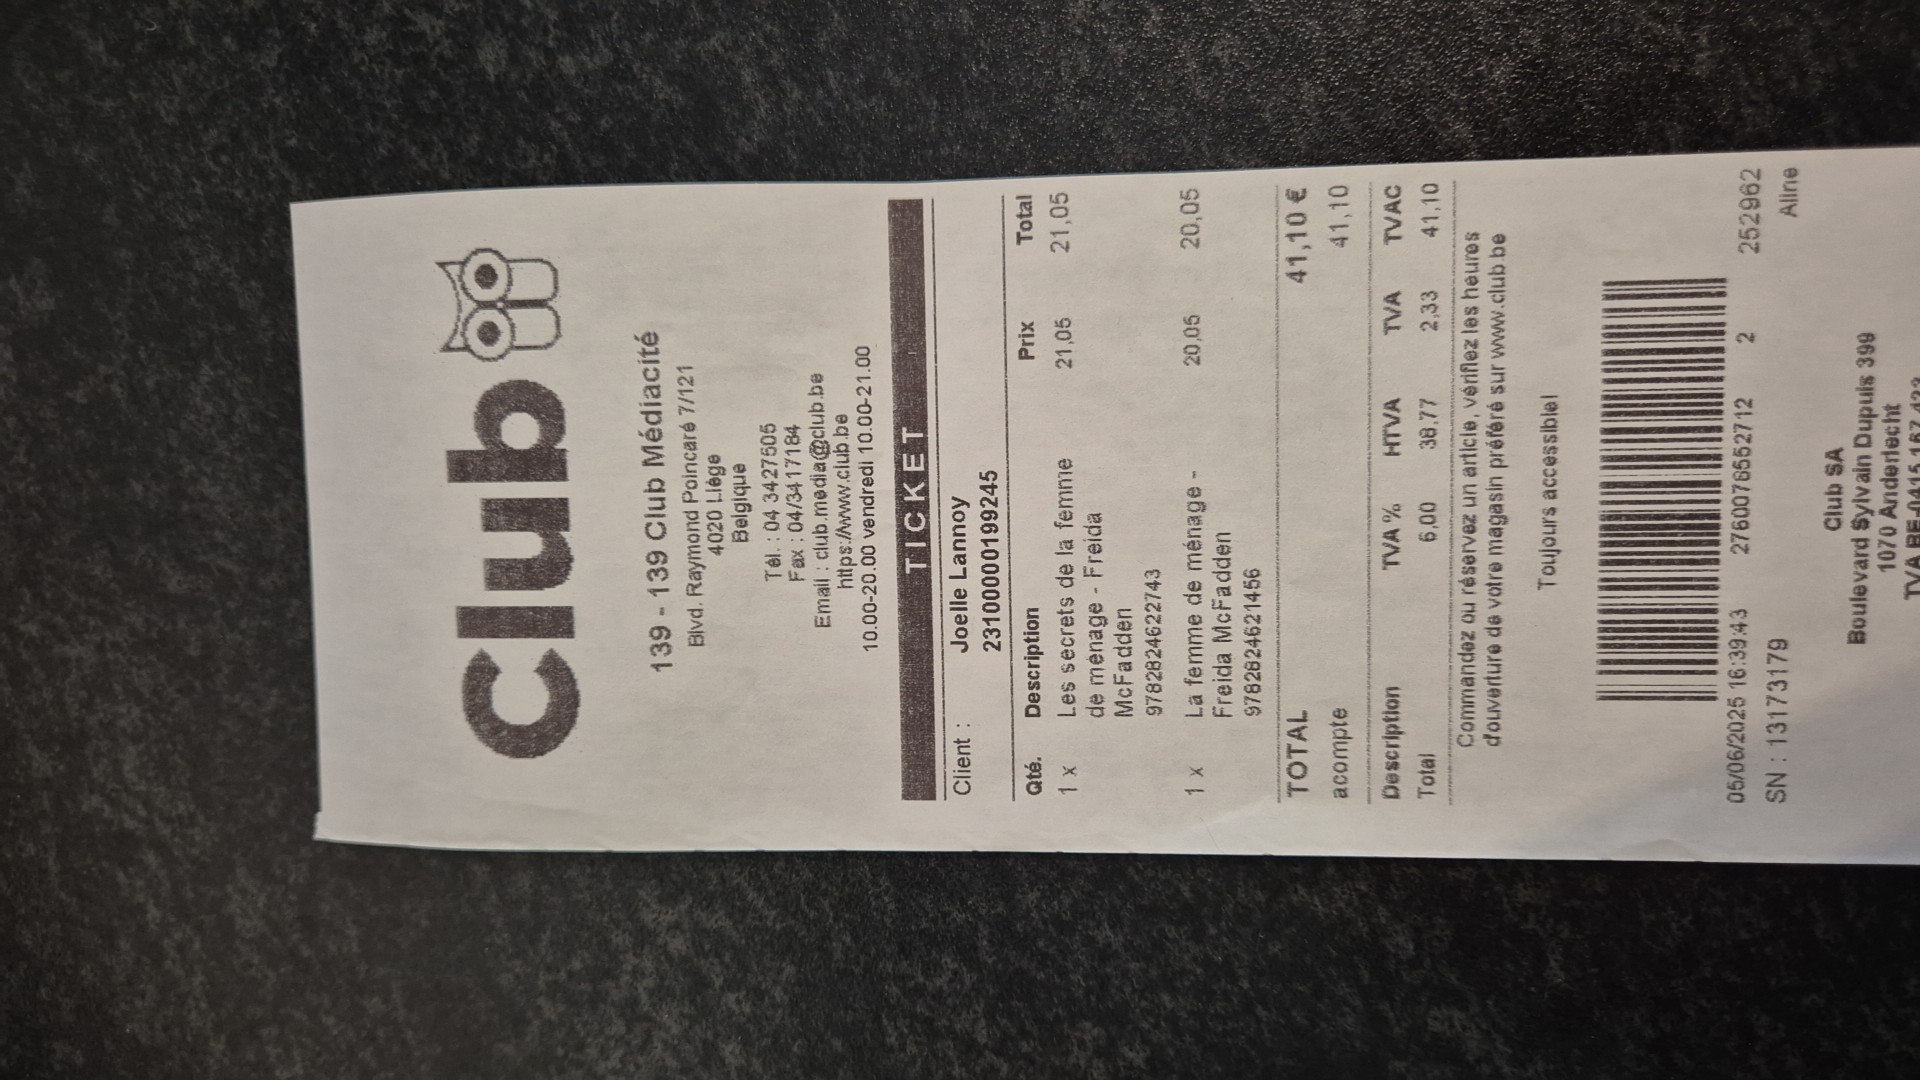 Club
139 - 139 Club Médiacité
Blvd. Raymond Poincaré 7/121
4020 Liège
Belgique
Tél. : 04 3427505
Fax : 04/3417184
Email : club.media@club.be
https://www.club.be
10.00-20.00 vendredi 10.00-21.00
TICKET
Client : Joelle Lannoy
2310000199245
Qté. Description Prix Total
1 x Les secrets de la femme 21,05 21,05
de ménage - Freida
McFadden
9782824622743
1 x La femme de ménage - 20,05 20,05
Freida McFadden
9782824621456
TOTAL 41,10 €
acompte 41,10
Description TVA % HTVA TVA TVAC
Total 6,00 38,77 2,33 41,10
Commandez ou réservez un article, vérifiez les heures
d'ouverture de votre magasin préféré sur www.club.be
Toujours accessible!
05/06/2025 16:39:43 2760076552712 2 252962
SN : 13173179 Aline
Club SA
Boulevard Sylvain Dupuis 399
1070 Anderlecht
TVA BE-0415.167.432